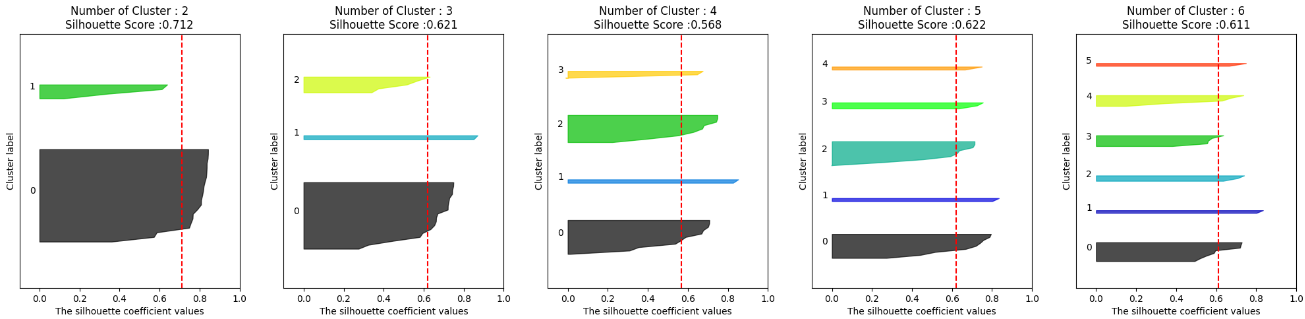 Number of Cluster : 2
Silhouette Score :0.712
Cluster label
1
0
0.0 0.2 0.4 0.6 0.8 1.0
The silhouette coefficient values
Number of Cluster : 3
Silhouette Score :0.621
Cluster label
2
1
0
0.0 0.2 0.4 0.6 0.8 1.0
The silhouette coefficient values
Number of Cluster : 4
Silhouette Score :0.568
Cluster label
3
2
1
0
0.0 0.2 0.4 0.6 0.8 1.0
The silhouette coefficient values
Number of Cluster : 5
Silhouette Score :0.622
Cluster label
4
3
2
1
0
0.0 0.2 0.4 0.6 0.8 1.0
The silhouette coefficient values
Number of Cluster : 6
Silhouette Score :0.611
Cluster label
5
4
3
2
1
0
0.0 0.2 0.4 0.6 0.8 1.0
The silhouette coefficient values